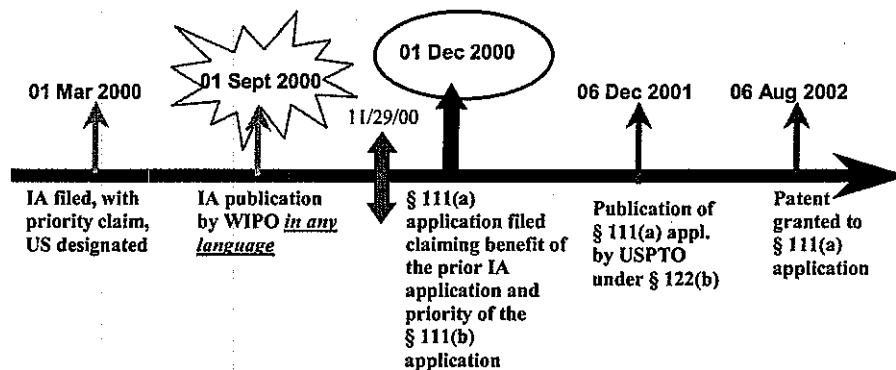 01 Mar 2000
01 Sept 2000
11/29/00
01 Dec 2000
06 Dec 2001
06 Aug 2002
IA filed, with
priority claim,
US designated
IA publication
by WIPO in any
language
§ 111(a)
application filed
claiming benefit of
the prior IA
application and
priority of the
§ 111(b)
application
Publication of
§ 111(a) appl.
by USPTO
under § 122(b)
Patent
granted to
§ 111(a)
application